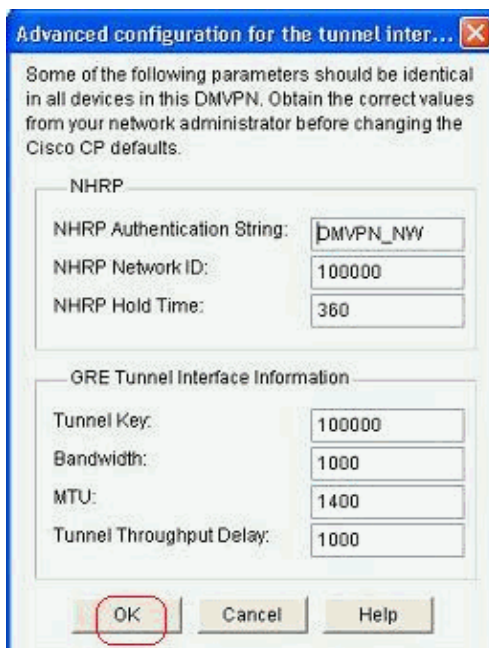 Advanced configuration for the tunnel inter...
Some of the following parameters should be identical
in all devices in this DMVPN. Obtain the correct values
from your network administrator before changing the
Cisco CP defaults.
NHRP
NHRP Authentication String: DMVPN_NW
NHRP Network ID: 100000
NHRP Hold Time: 360
GRE Tunnel Interface Information
Tunnel Key: 100000
Bandwidth: 1000
MTU: 1400
Tunnel Throughput Delay: 1000
OK Cancel Help